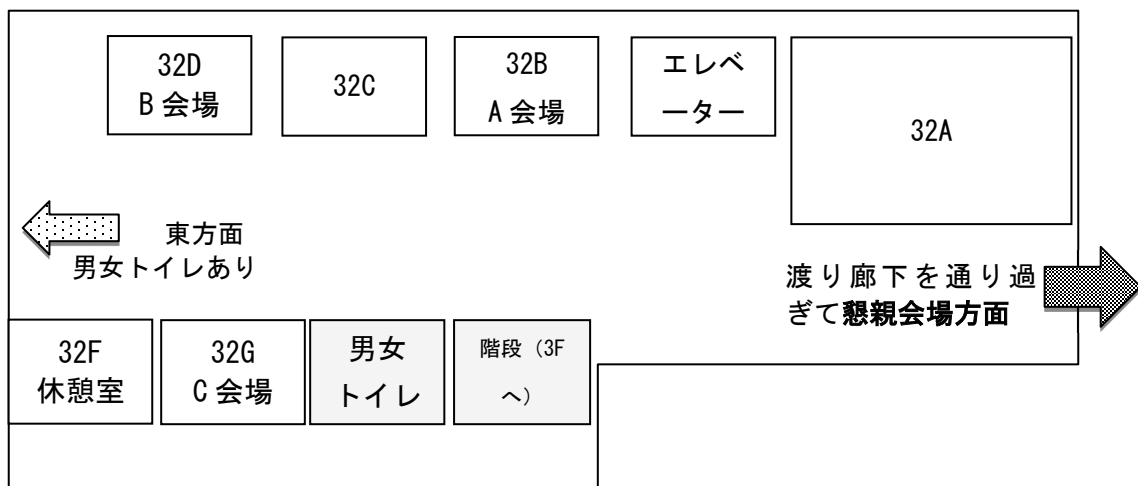 32D
B会場
32C
32B
A会場
エレベ
ーター
32A
東方面
男女トイレあり
渡り廊下を通り過
ぎて懇親会場方面
32F
休憩室
32G
C会場
男女
トイレ
階段（3F
へ）